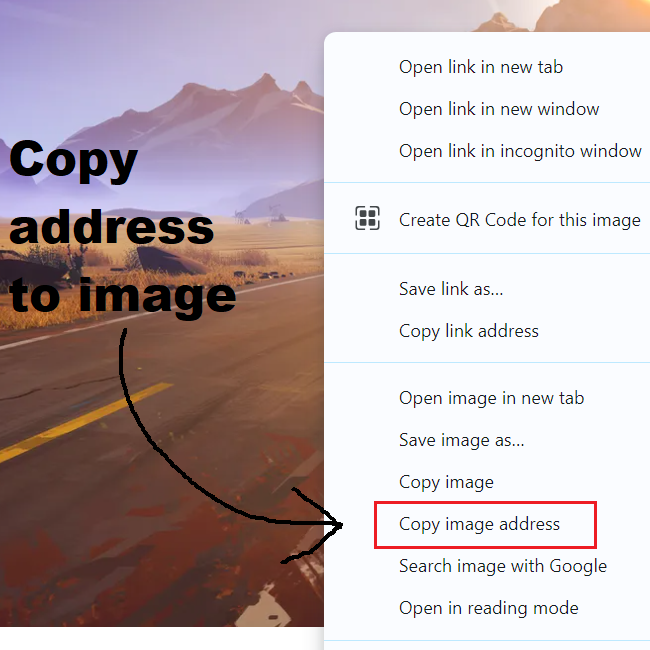 Copy
address
to image
Open link in new tab
Open link in new window
Open link in incognito window
Create QR Code for this image
Save link as...
Copy link address
Open image in new tab
Save image as...
Copy image
Copy image address
Search image with Google
Open in reading mode